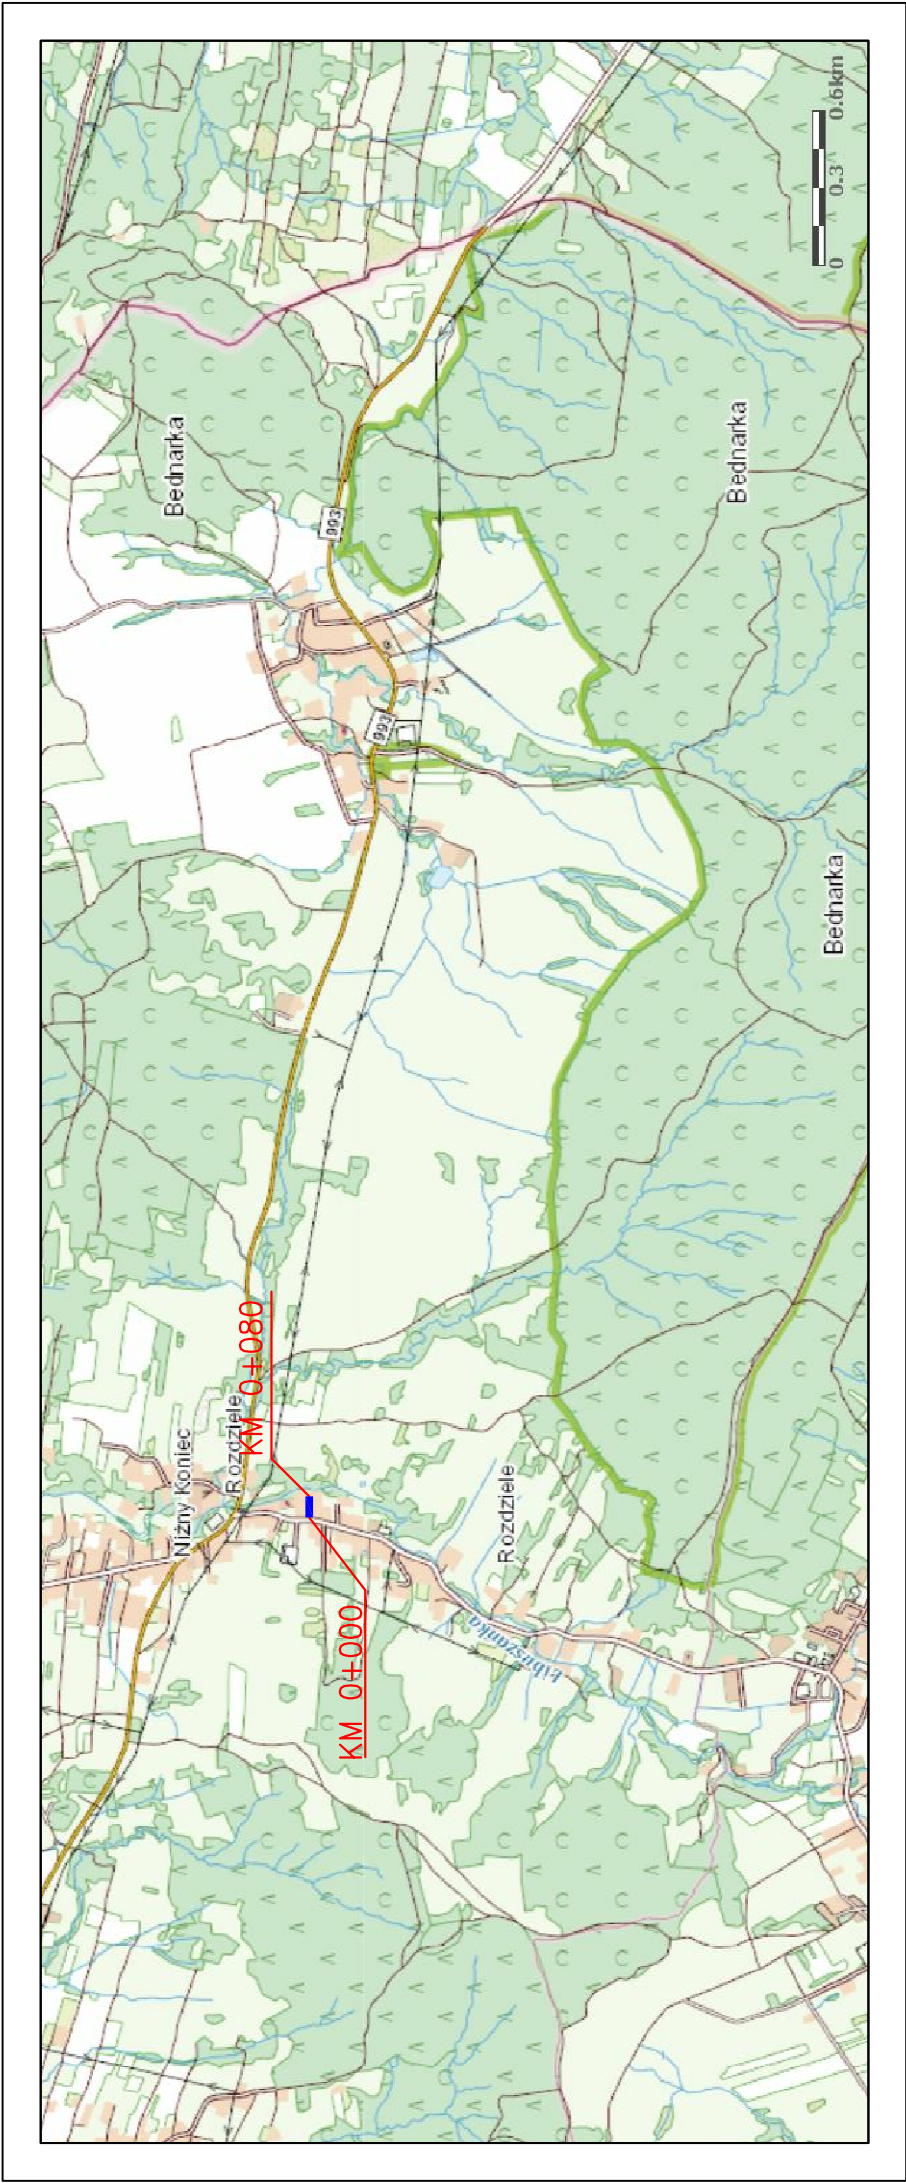 Bednarka
993
993
Bednarka
Bednarka
Niżny Koniec
Rozdziele
KM 0+080
Rozdziele
KM 0+000
Libuszanka
0 0.3 0.6km